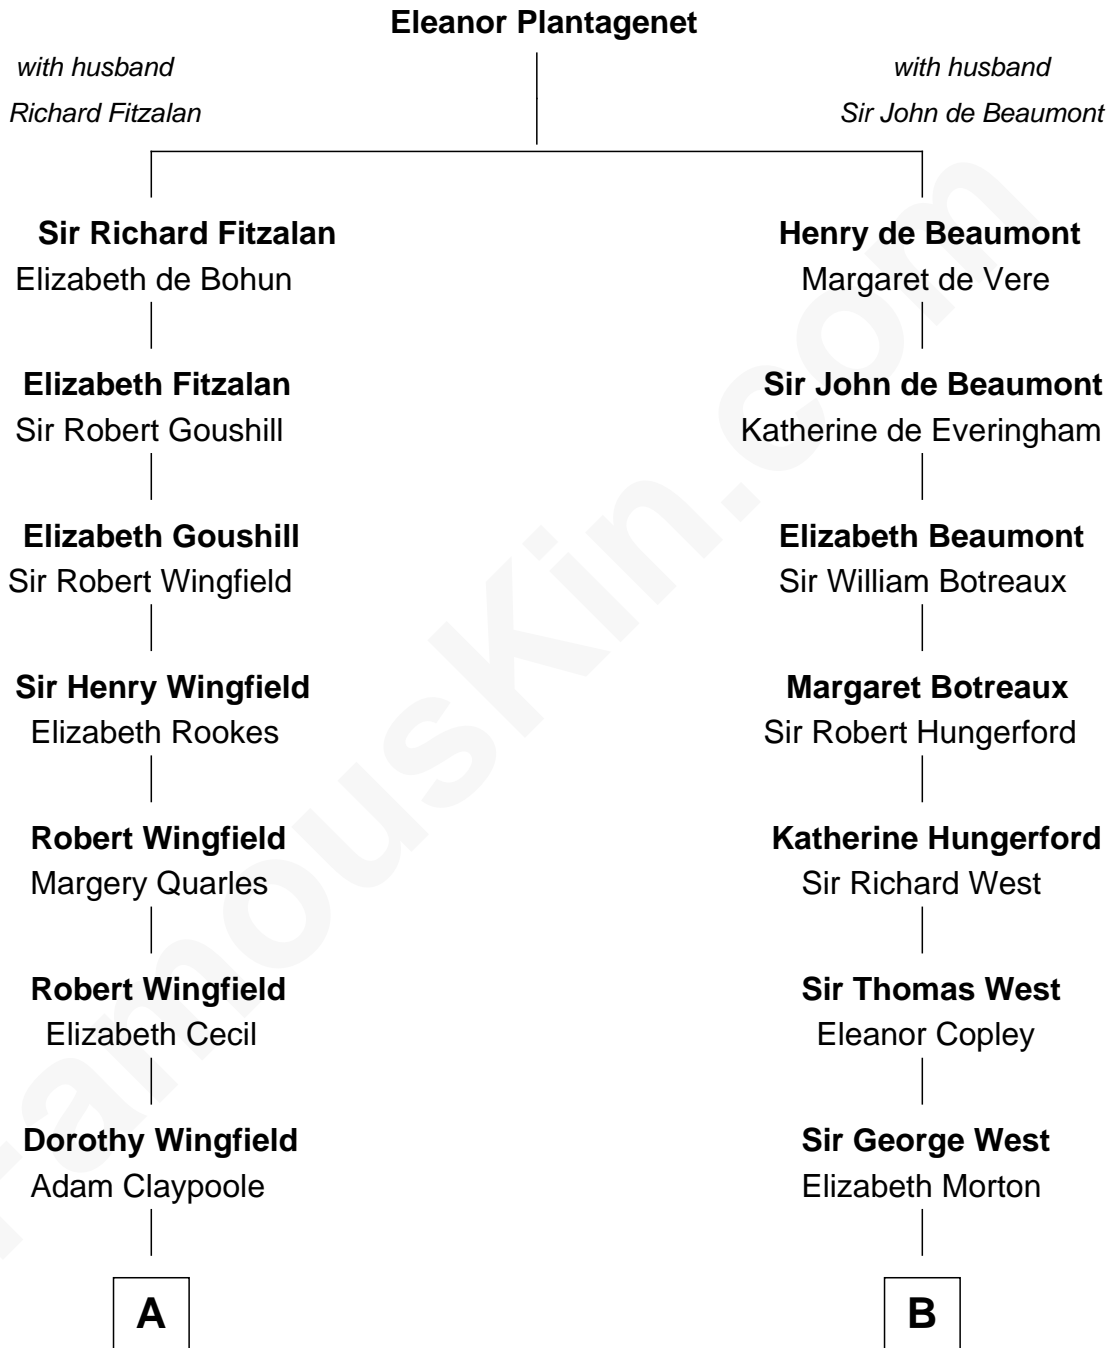 Eleanor Plantagenet
with husband
Richard Fitzalan
with husband
Sir John de Beaumont
Sir Richard Fitzalan
Elizabeth de Bohun
Henry de Beaumont
Margaret de Vere
Elizabeth Fitzalan
Sir Robert Goushill
Sir John de Beaumont
Katherine de Everingham
Elizabeth Goushill
Sir Robert Wingfield
Elizabeth Beaumont
Sir William Botreaux
Sir Henry Wingfield
Elizabeth Rookes
Margaret Botreaux
Sir Robert Hungerford
Robert Wingfield
Margery Quarles
Katherine Hungerford
Sir Richard West
Robert Wingfield
Elizabeth Cecil
Sir Thomas West
Eleanor Copley
Dorothy Wingfield
Adam Claypoole
Sir George West
Elizabeth Morton
A
B
FamousKin.com